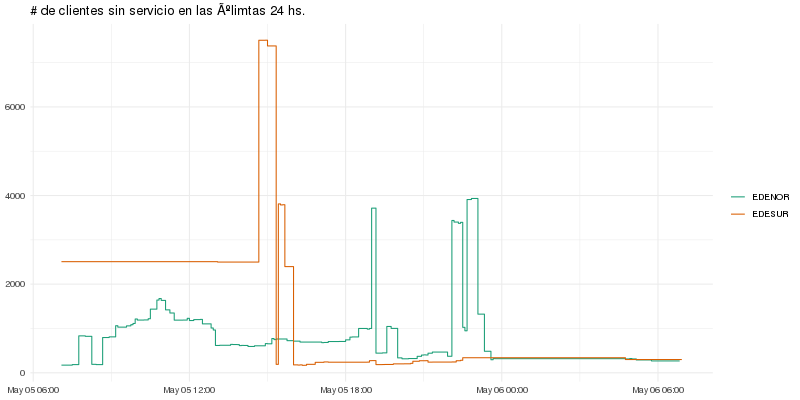 # de clientes sin servicio en las Ãºlimtas 24 hs.
6000
4000
2000
0
May 05 06:00
May 05 12:00
May 05 18:00
May 06 00:00
May 06 06:00
EDENOR
EDESUR